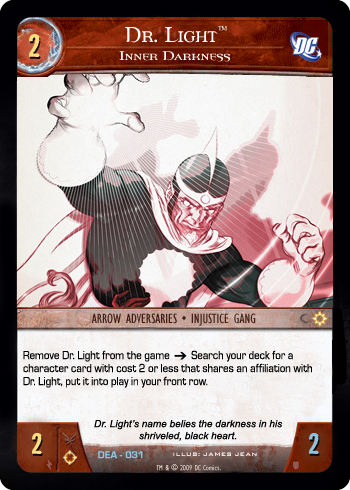 2
DR. LIGHT™
INNER DARKNESS
DC
ARROW ADVERSARIES • INJUSTICE GANG
Remove Dr. Light from the game → Search your deck for a
character card with cost 2 or less that shares an affiliation with
Dr. Light, put it into play in your front row.
Dr. Light's name belies the darkness in his
shriveled, black heart.
2
DEA - 031
ILLUS: JAMES JEAN
2
TM & © 2009 DC Comics.